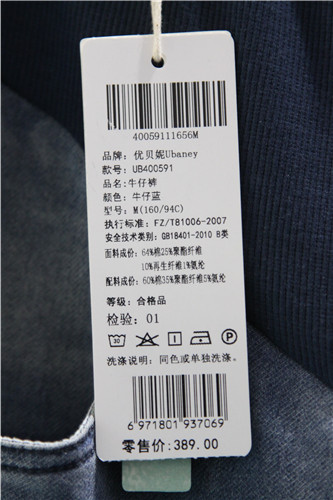 40059111656M
品牌: 优贝妮Ubaney
款号: UB400591
品名: 牛仔裤
颜色: 牛仔蓝
型号: M(160/94C)
执行标准: FZ/T81006-2007
安全技术类别: GB18401-2010 B类
面料成份: 64%棉25%聚酯纤维
10%再生纤维1%氨纶
配料成份: 60%棉35%聚酯纤维5%氨纶
等级: 合格品
检验: 01
30 P
洗涤说明: 同色或单独洗涤。
6971801937069
零售价: 389.00